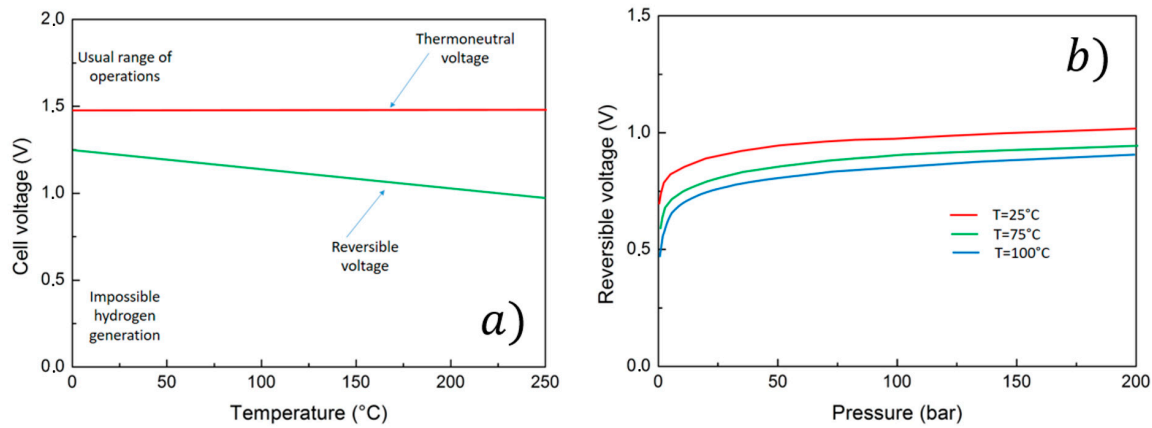 2.0
1.5
1.0
0.5
0.0
Cell voltage (V)
Usual range of
operations
Thermoneutral
voltage
Reversible
voltage
Impossible
hydrogen
generation
a)
0
50
100
150
200
250
Temperature (°C)
1.5
1.0
0.5
0.0
Reversible voltage (V)
b)
T=25°C
T=75°C
T=100°C
0
50
100
150
200
Pressure (bar)